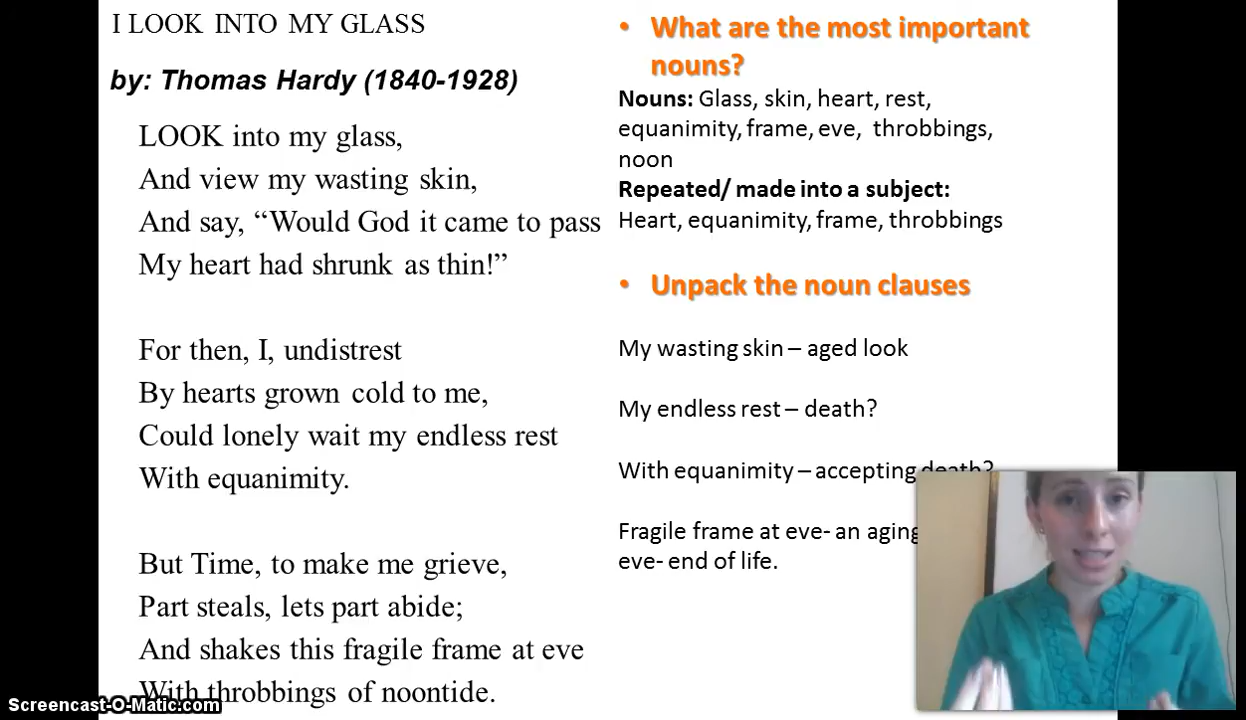 I LOOK INTO MY GLASS
by: Thomas Hardy (1840-1928)
LOOK into my glass,
And view my wasting skin,
And say, “Would God it came to pass
My heart had shrunk as thin!”
For then, I, undistrest
By hearts grown cold to me,
Could lonely wait my endless rest
With equanimity.
But Time, to make me grieve,
Part steals, lets part abide;
And shakes this fragile frame at eve
With throbbings of noontide.
• What are the most important
nouns?
Nouns: Glass, skin, heart, rest,
equanimity, frame, eve, throbbings,
noon
Repeated/ made into a subject:
Heart, equanimity, frame, throbbings
• Unpack the noun clauses
My wasting skin – aged look
My endless rest – death?
With equanimity – accepting death?
Fragile frame at eve- an aging
eve- end of life.
Screencast-O-Matic.com